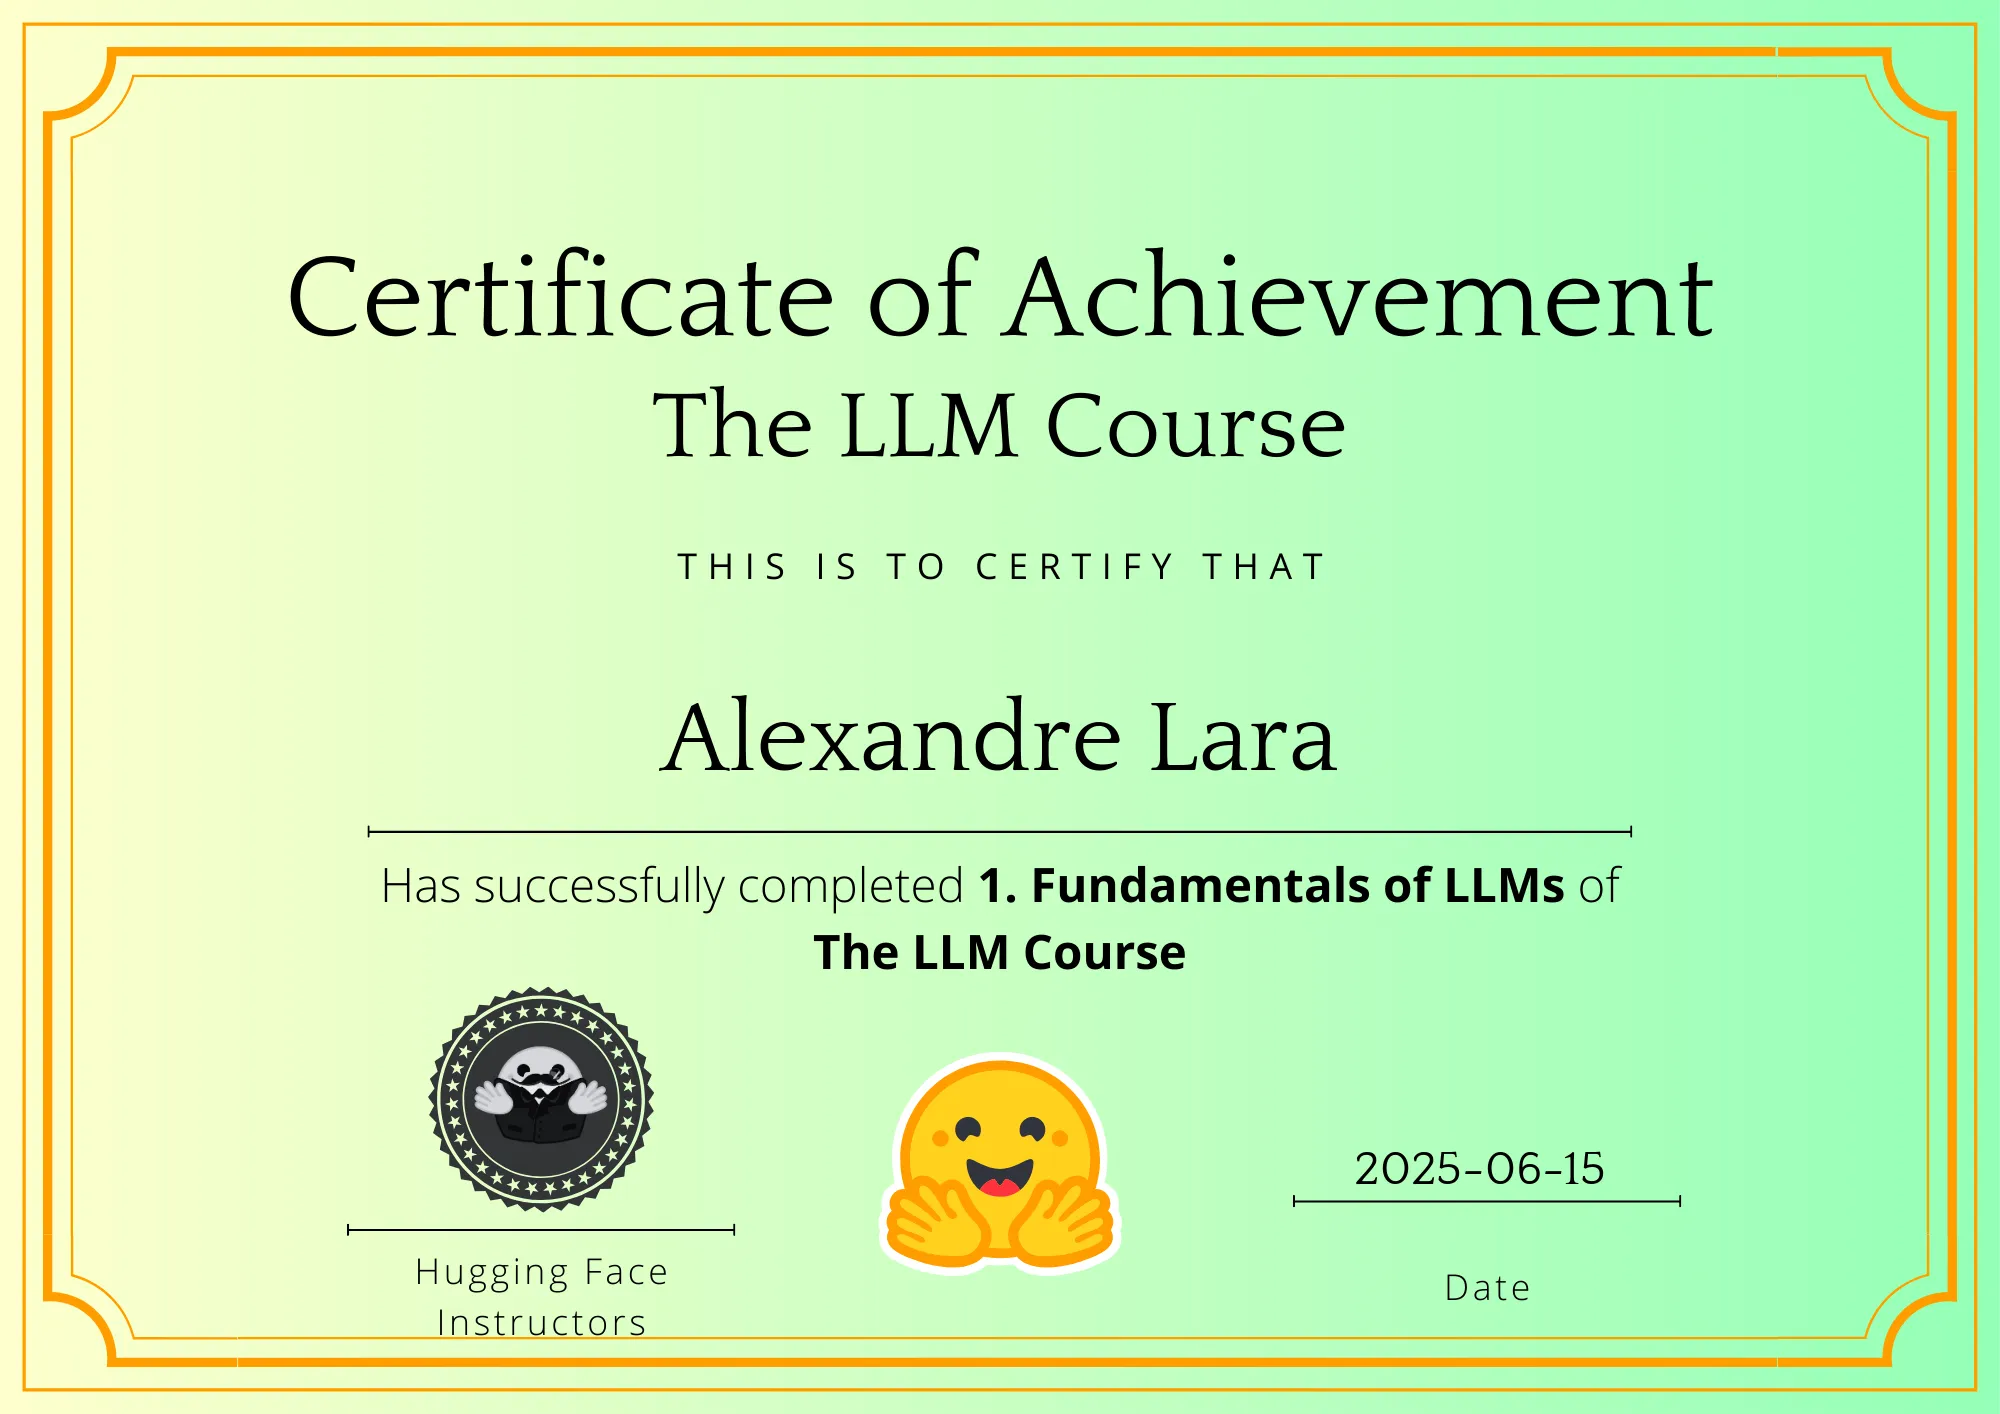 Certificate of Achievement
The LLM Course
THIS IS TO CERTIFY THAT
Alexandre Lara
Has successfully completed 1. Fundamentals of LLMs of
The LLM Course
2025-06-15
Hugging Face
Instructors
Date